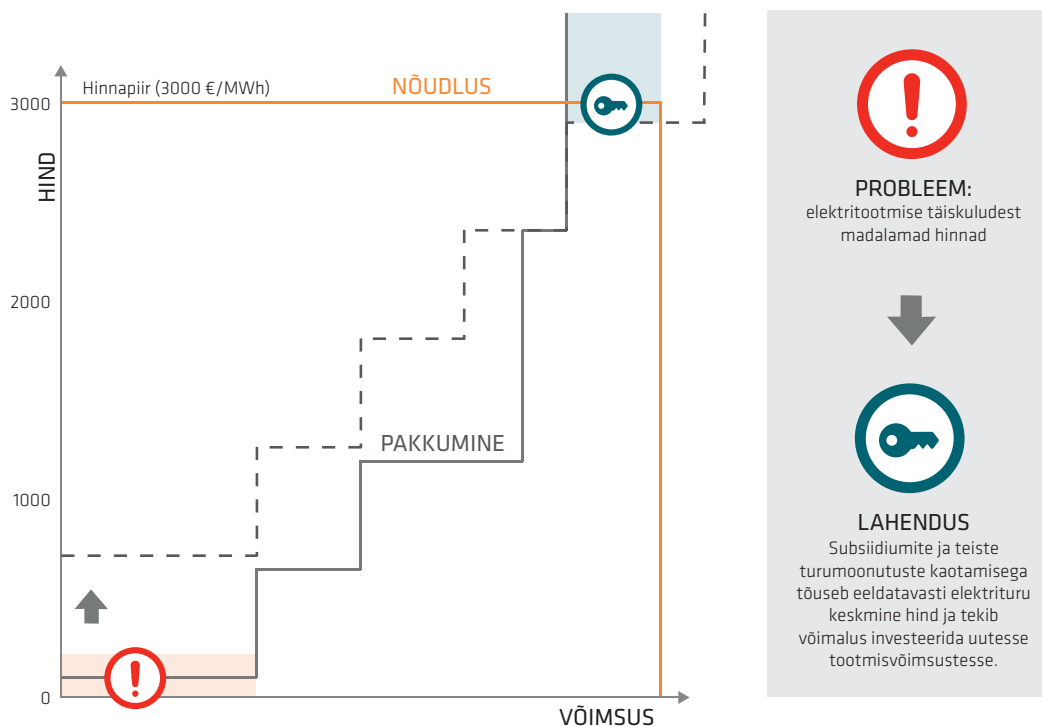 Hinnapiir (3000 €/MWh)
NÕUDLUS
3000
HIND
2000
PAKKUMINE
1000
0
VÕIMSUS
PROBLEEM:
elektritootmise täiskuludest
madalamad hinnad
LAHENDUS
Subsiidiumite ja teiste
turumoonutuste kaotamisega
tõuseb eeldatavasti elektrituru
keskmine hind ja tekib
võimalus investeerida uutesse
tootmisvõimsustesse.